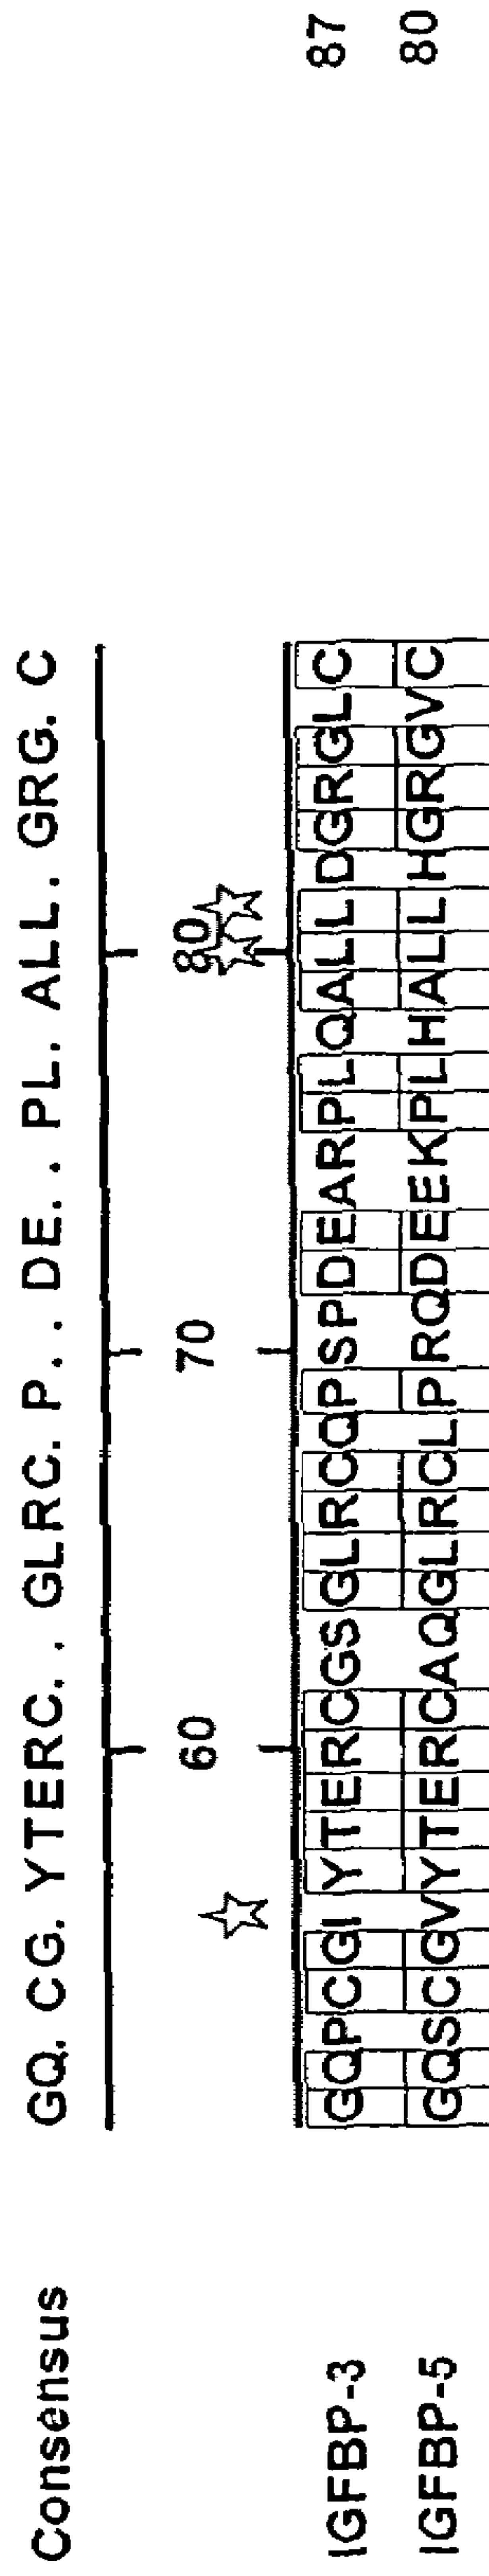 Consensus GQ. CG. YTERC. . GLRC. P. . DE. . PL. ALL. GRG. C
60 70 80
IGFBP-3 GQPCGIYTERCGSGLRCQPSPDEARPLQALLDGRGLC 87
IGFBP-5 GQSCGVYTERCAQGLRCLPRQDEEKPLHALLHGRGVC 80